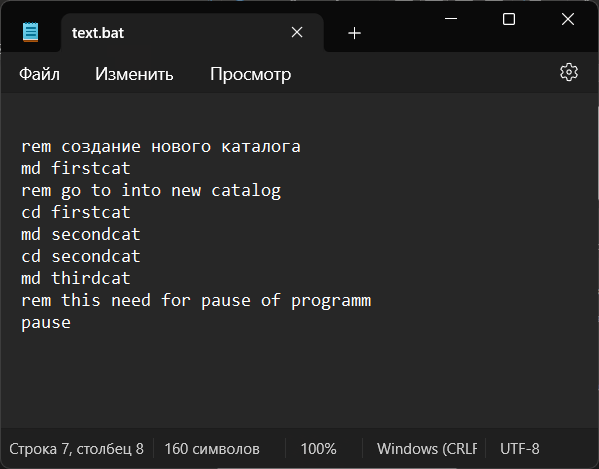 text.bat
Файл Изменить Просмотр
rem создание нового каталога
md firstcat
rem go to into new catalog
cd firstcat
md secondcat
cd secondcat
md thirdcat
rem this need for pause of programm
pause
Строка 7, столбец 8 160 символов 100% Windows (CRLF UTF-8